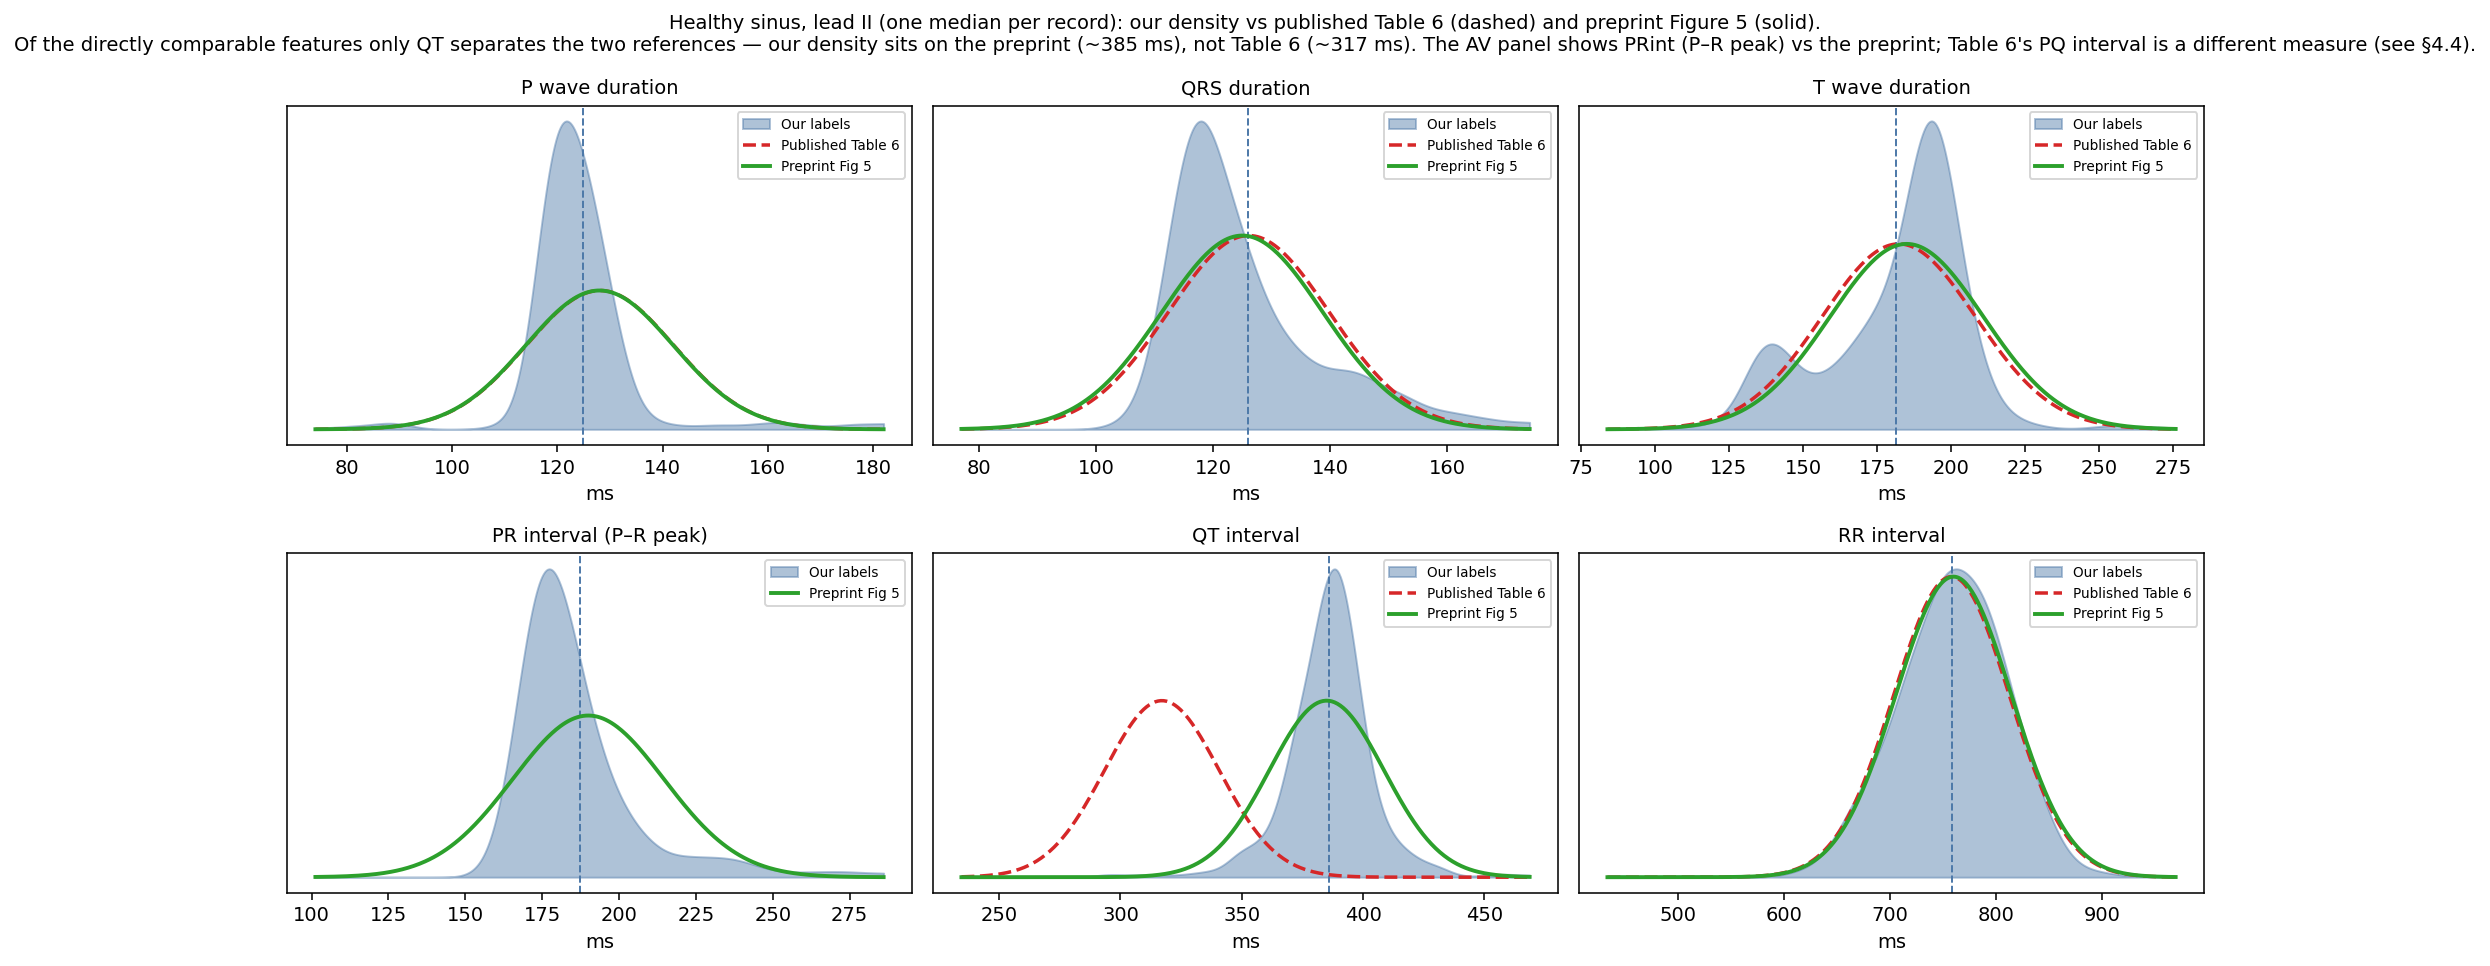 Healthy sinus, lead II (one median per record): our density vs published Table 6 (dashed) and preprint Figure 5 (solid).
Of the directly comparable features only QT separates the two references — our density sits on the preprint (~385 ms), not Table 6 (~317 ms). The AV panel shows PRint (P–R peak) vs the preprint; Table 6's PQ interval is a different measure (see §4.4).
P wave duration
Our labels
Published Table 6
Preprint Fig 5
80 100 120 140 160 180
ms
QRS duration
Our labels
Published Table 6
Preprint Fig 5
80 100 120 140 160
ms
T wave duration
Our labels
Published Table 6
Preprint Fig 5
75 100 125 150 175 200 225 250 275
ms
PR interval (P–R peak)
Our labels
Preprint Fig 5
100 125 150 175 200 225 250 275
ms
QT interval
Our labels
Published Table 6
Preprint Fig 5
250 300 350 400 450
ms
RR interval
Our labels
Published Table 6
Preprint Fig 5
500 600 700 800 900
ms